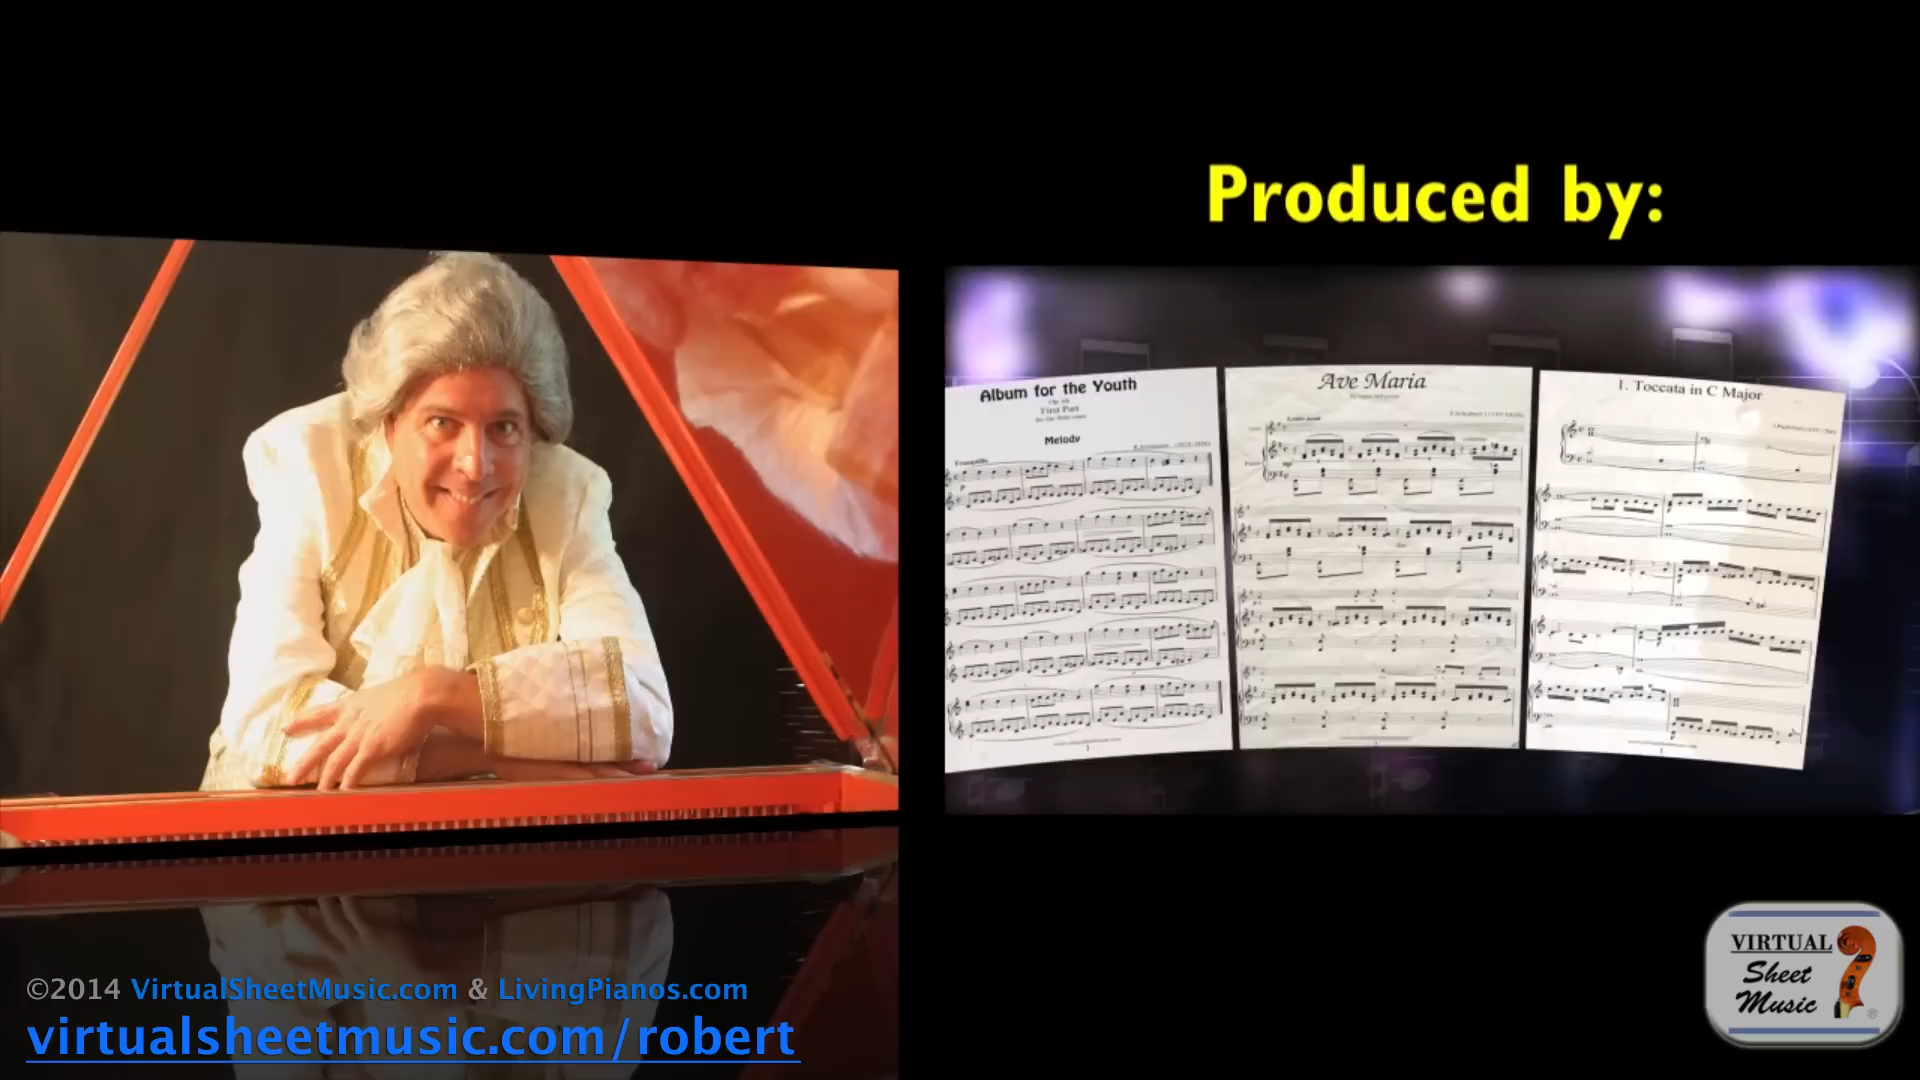 Produced by:
Album for the Youth
First Part
Melody
Tranquillo
Ave Maria
1. Toccata in C Major
©2014 VirtualSheetMusic.com & LivingPianos.com
virtualsheetmusic.com/robert
VIRTUAL
Sheet
Music
®